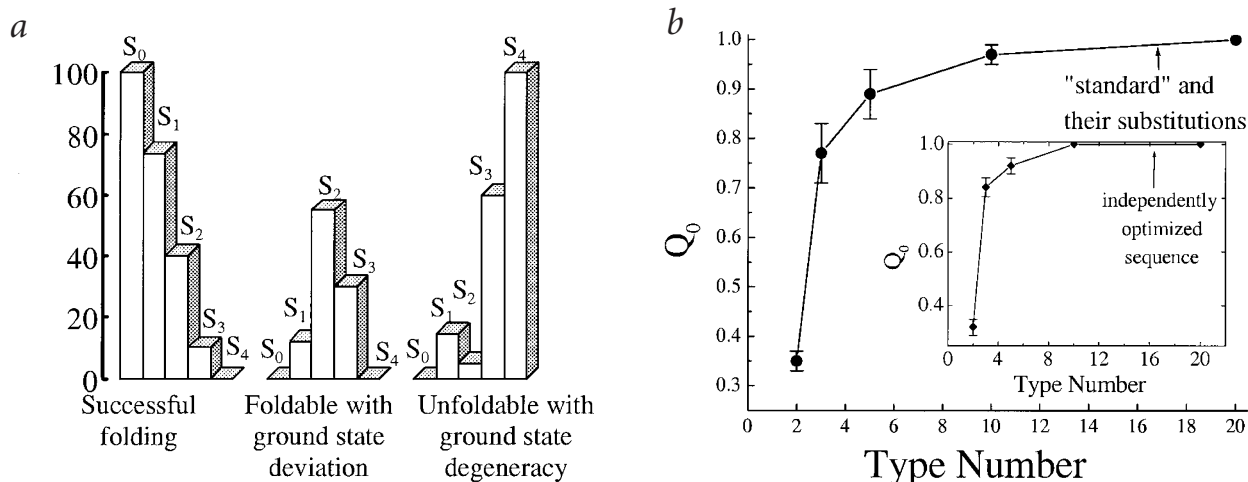 a
100
80
60
40
20
0
S0
S1
S2
S3
S4
Successful
folding
S0
S1
S2
S3
S4
Foldable with
ground state
deviation
S0
S1
S2
S3
S4
Unfoldable with
ground state
degeneracy
b
1.0
0.9
0.8
0.7
0.6
0.5
0.4
0.3
Q0
0 2 4 6 8 10 12 14 16 18 20
Type Number
"standard" and
their substitutions
1.0
0.8
0.6
0.4
Q0
independently
optimized
sequence
0 2 4 6 8 12 16 20
Type Number